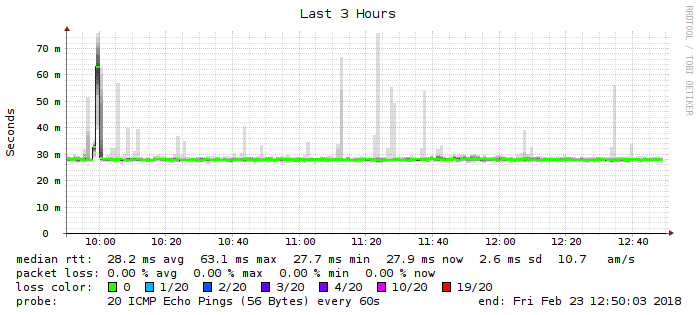 Last 3 Hours
RRDTOOL / TOBI OETIKER
Seconds
70 m
60 m
50 m
40 m
30 m
20 m
10 m
0
10:00 10:20 10:40 11:00 11:20 11:40 12:00 12:20 12:40
median rtt: 28.2 ms avg 63.1 ms max 27.7 ms min 27.9 ms now 2.6 ms sd 10.7 am/s
packet loss: 0.00 % avg 0.00 % max 0.00 % min 0.00 % now
loss color: 0 1/20 2/20 3/20 4/20 10/20 19/20
probe: 20 ICMP Echo Pings (56 Bytes) every 60s end: Fri Feb 23 12:50:03 2018